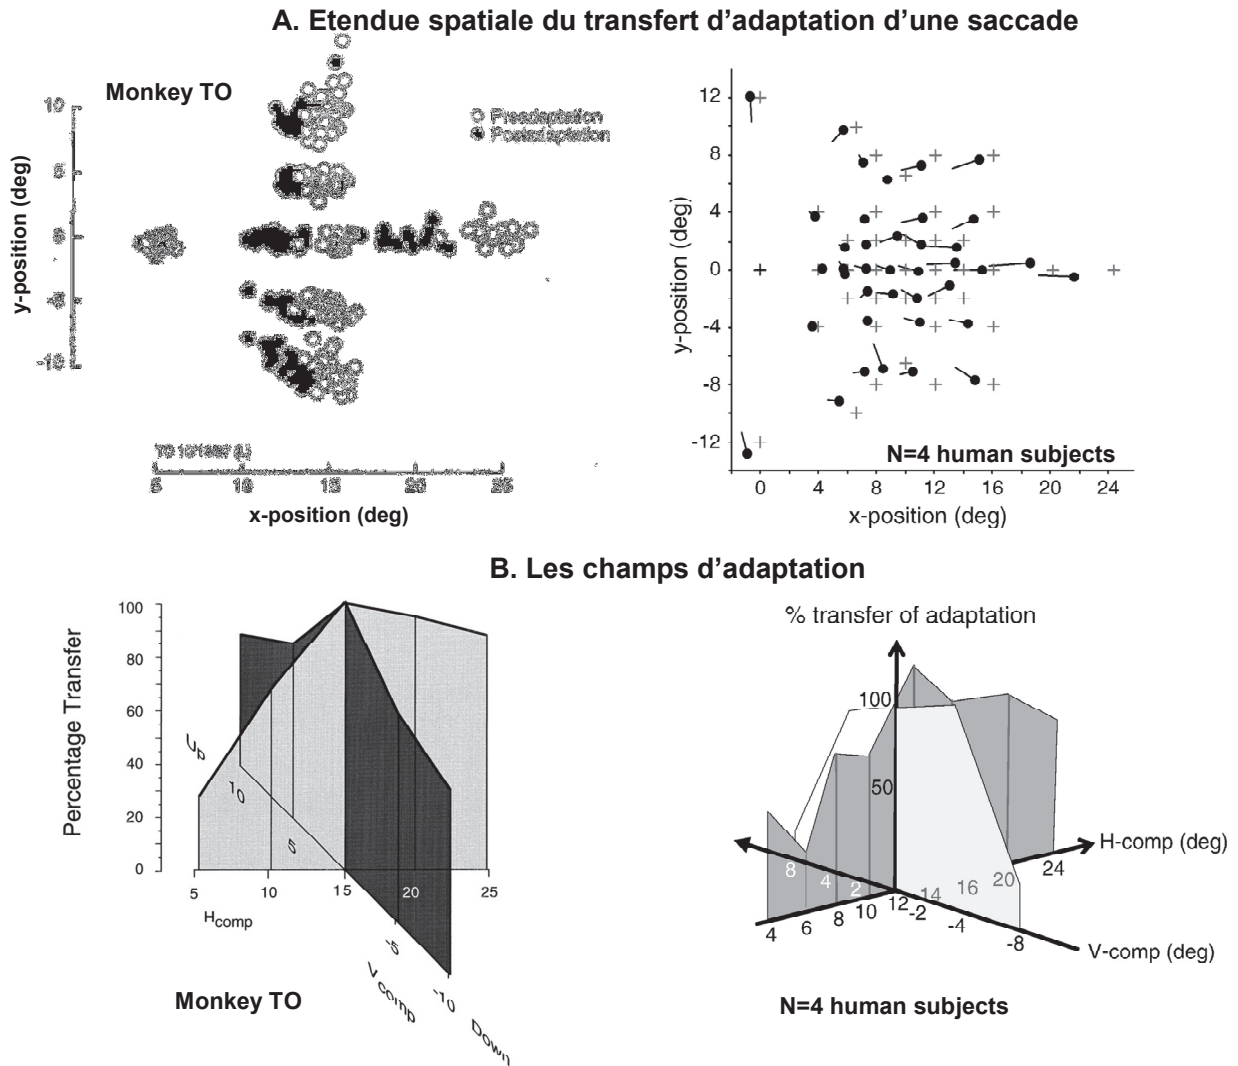 A. Etendue spatiale du transfert d’adaptation d’une saccade
Monkey TO
Preadaptation
Postadaptation
10
5
0
-5
-10
y-position (deg)
5
10
15
20
25
x-position (deg)
12
8
4
0
-4
-8
-12
y-position (deg)
N=4 human subjects
0
4
8
12
16
20
24
x-position (deg)
B. Les champs d’adaptation
Percentage Transfer
100
80
60
40
20
0
Up
10
5
5
10
15
20
25
Hcomp
-5
-10
Vcomp
Down
Monkey TO
% transfer of adaptation
100
50
H-comp (deg)
24
8
4
2
14
16
20
12
-2
-4
-8
4
6
8
10
V-comp (deg)
N=4 human subjects